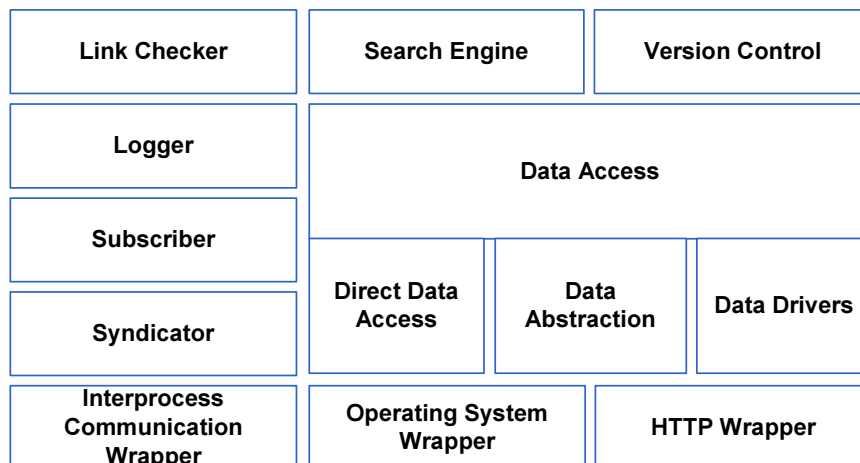 Link Checker
Search Engine
Version Control
Logger
Data Access
Subscriber
Direct Data
Access
Data
Abstraction
Data Drivers
Syndicator
Interprocess
Communication
Wrapper
Operating System
Wrapper
HTTP Wrapper